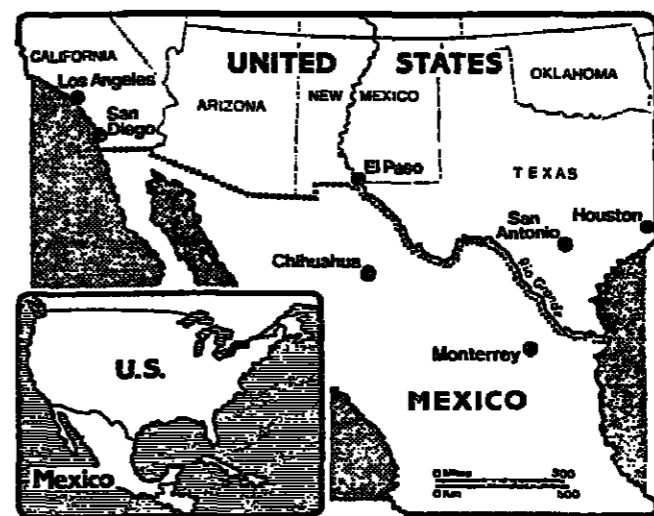 CALIFORNIA
UNITED STATES
OKLAHOMA
Los Angeles
ARIZONA
NEW MEXICO
San
Diego
El Paso
TEXAS
San
Antonio
Houston
Chihuahua
Rio Grande
Monterrey
MEXICO
U.S.
Mexico
0 Miles 300
0 Km 500